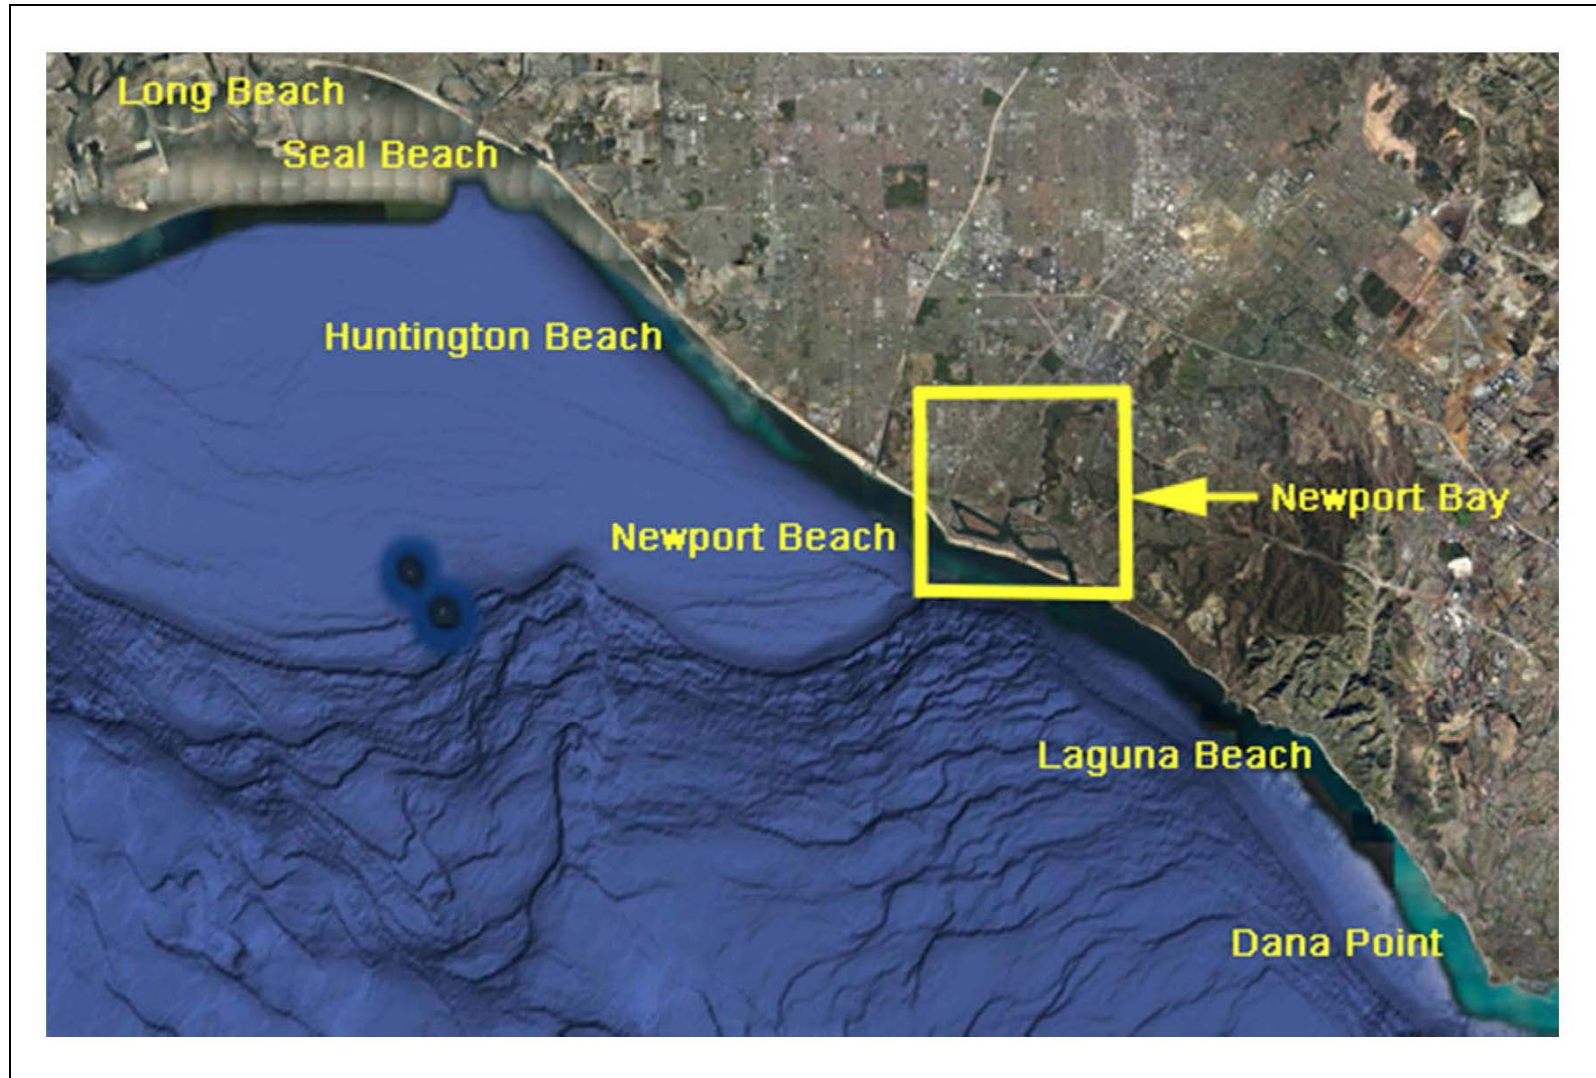 Long Beach
Seal Beach
Huntington Beach
Newport Bay
Newport Beach
Laguna Beach
Dana Point